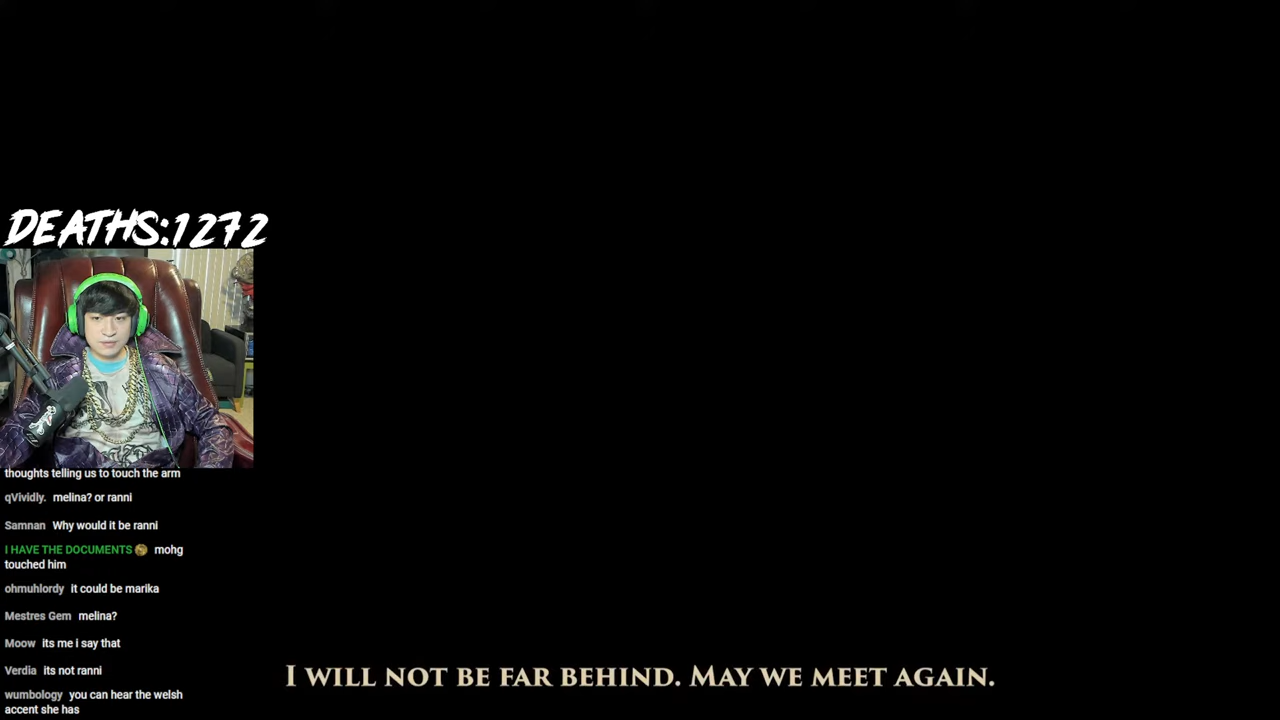 DEATHS:1272
thoughts telling us to touch the arm
qVividly. melina? or ranni
Samnan Why would it be ranni
I HAVE THE DOCUMENTS mohg
touched him
ohmuhlordy it could be marika
Mestres Gem melina?
Moow its me i say that
Verdia its not ranni
wumbology you can hear the welsh
accent she has
I WILL NOT BE FAR BEHIND. MAY WE MEET AGAIN.